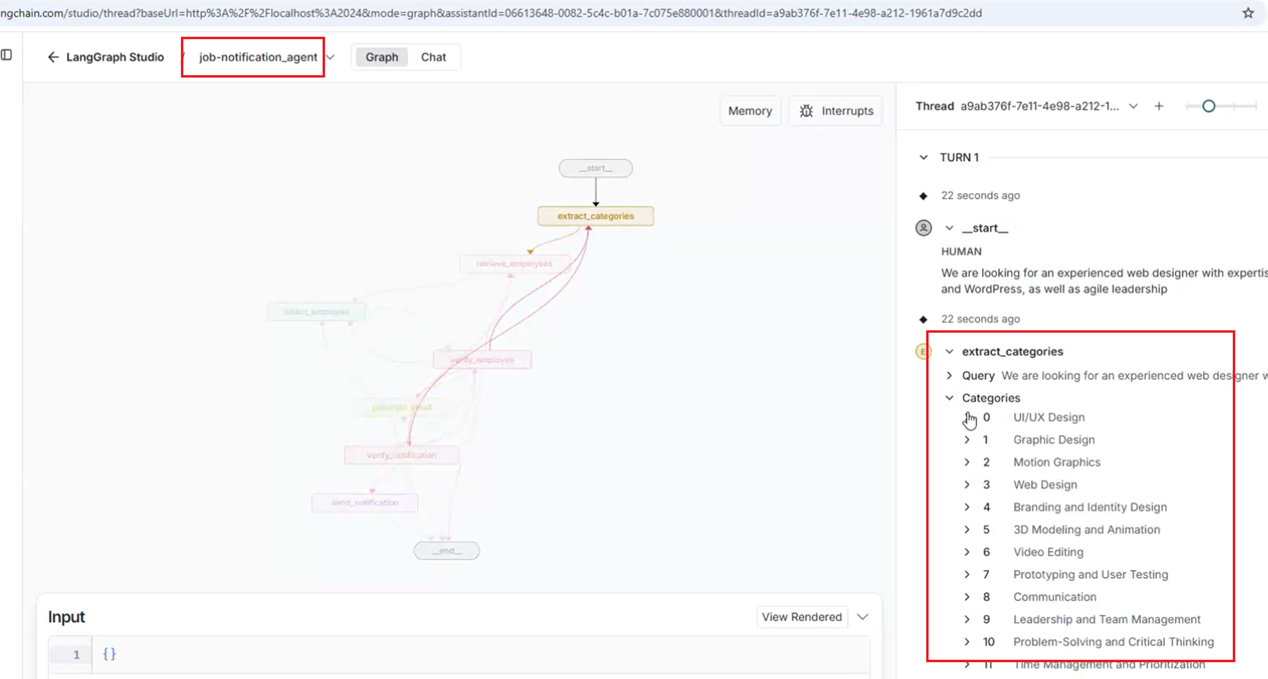 ngchain.com/studio/thread?baseUrl=http%3A%2F%2Flocalhost%3A2024&mode=graph&assistantId=06613648-0082-5c4c-b01a-7c075e880001&threadId=a9ab376f-7e11-4e98-a212-1961a7d9c2dd
LangGraph Studio job-notification_agent Graph Chat
Memory Interrupts
Thread a9ab376f-7e11-4e98-a212-1...
TURN 1
22 seconds ago
__start__
HUMAN
We are looking for an experienced web designer with expertis
and WordPress, as well as agile leadership
22 seconds ago
E extract_categories
Query We are looking for an experienced web designer w
Categories
0 UI/UX Design
1 Graphic Design
2 Motion Graphics
3 Web Design
4 Branding and Identity Design
5 3D Modeling and Animation
6 Video Editing
7 Prototyping and User Testing
8 Communication
9 Leadership and Team Management
10 Problem-Solving and Critical Thinking
11 Time Management and Prioritization
__start__
extract_categories
retrieve_employees
verify_employee
verify_notification
send_notification
__end__
Input View Rendered
1 {}